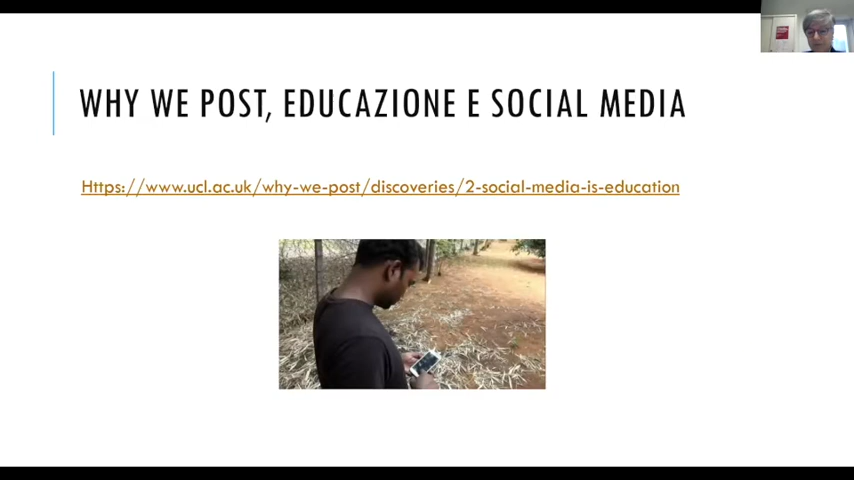 WHY WE POST, EDUCAZIONE E SOCIAL MEDIA
Https://www.ucl.ac.uk/why-we-post/discoveries/2-social-media-is-education